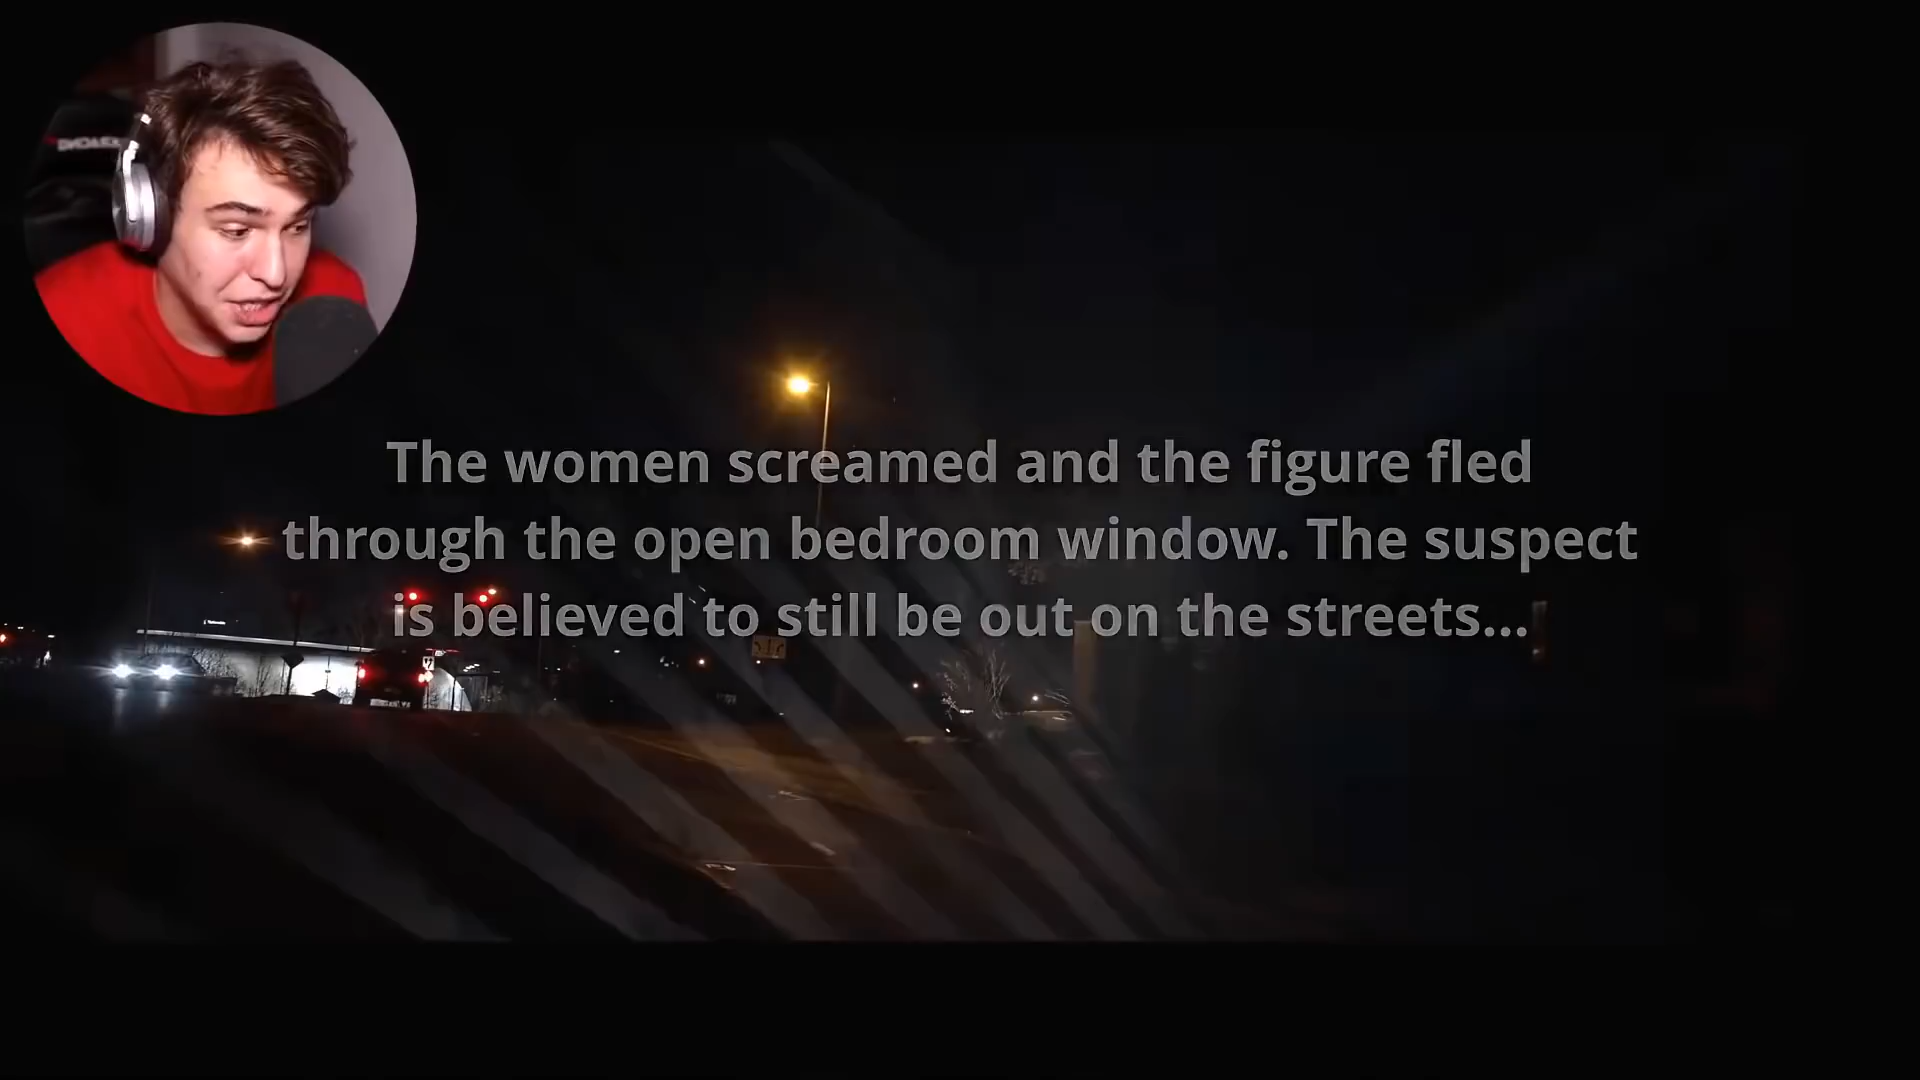 The women screamed and the figure fled
through the open bedroom window. The suspect
is believed to still be out on the streets...